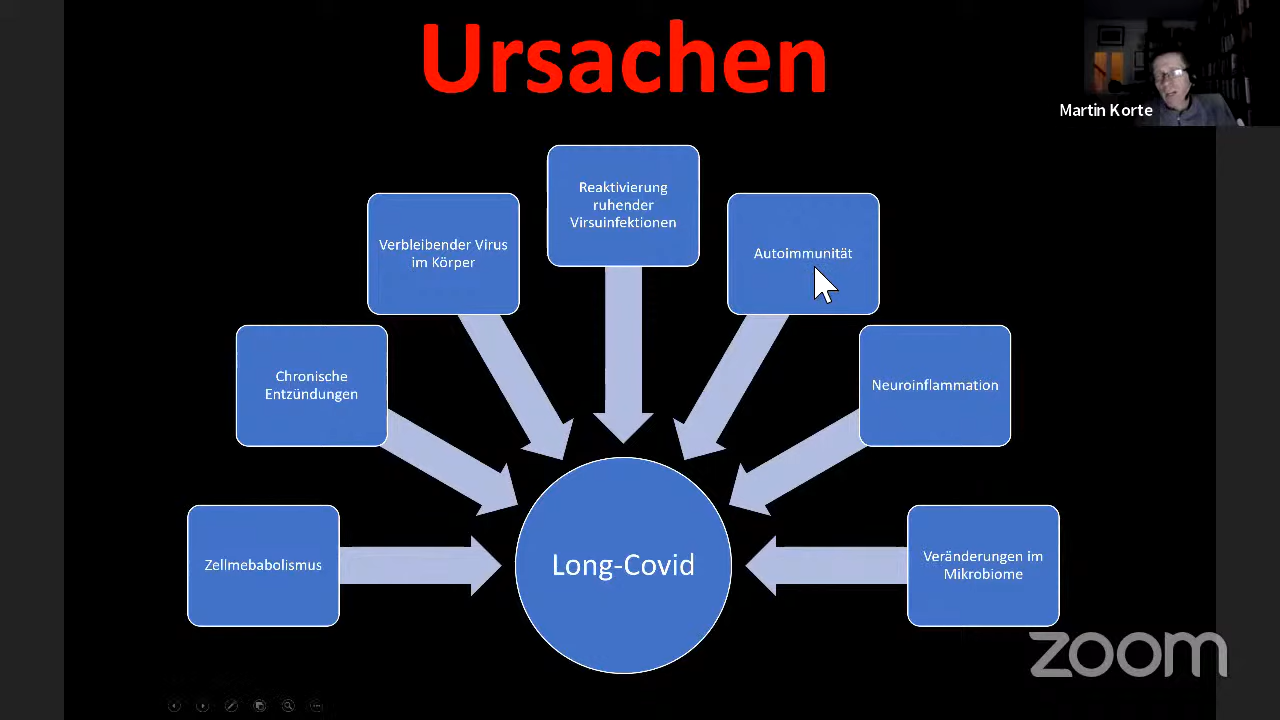 Ursachen
Martin Korte
Reaktivierung
ruhender
Virsuinfektionen
Verbleibender Virus
im Körper
Autoimmunität
Chronische
Entzündungen
Neuroinflammation
Zellmebabolismus
Long-Covid
Veränderungen im
Mikrobiome
zoom